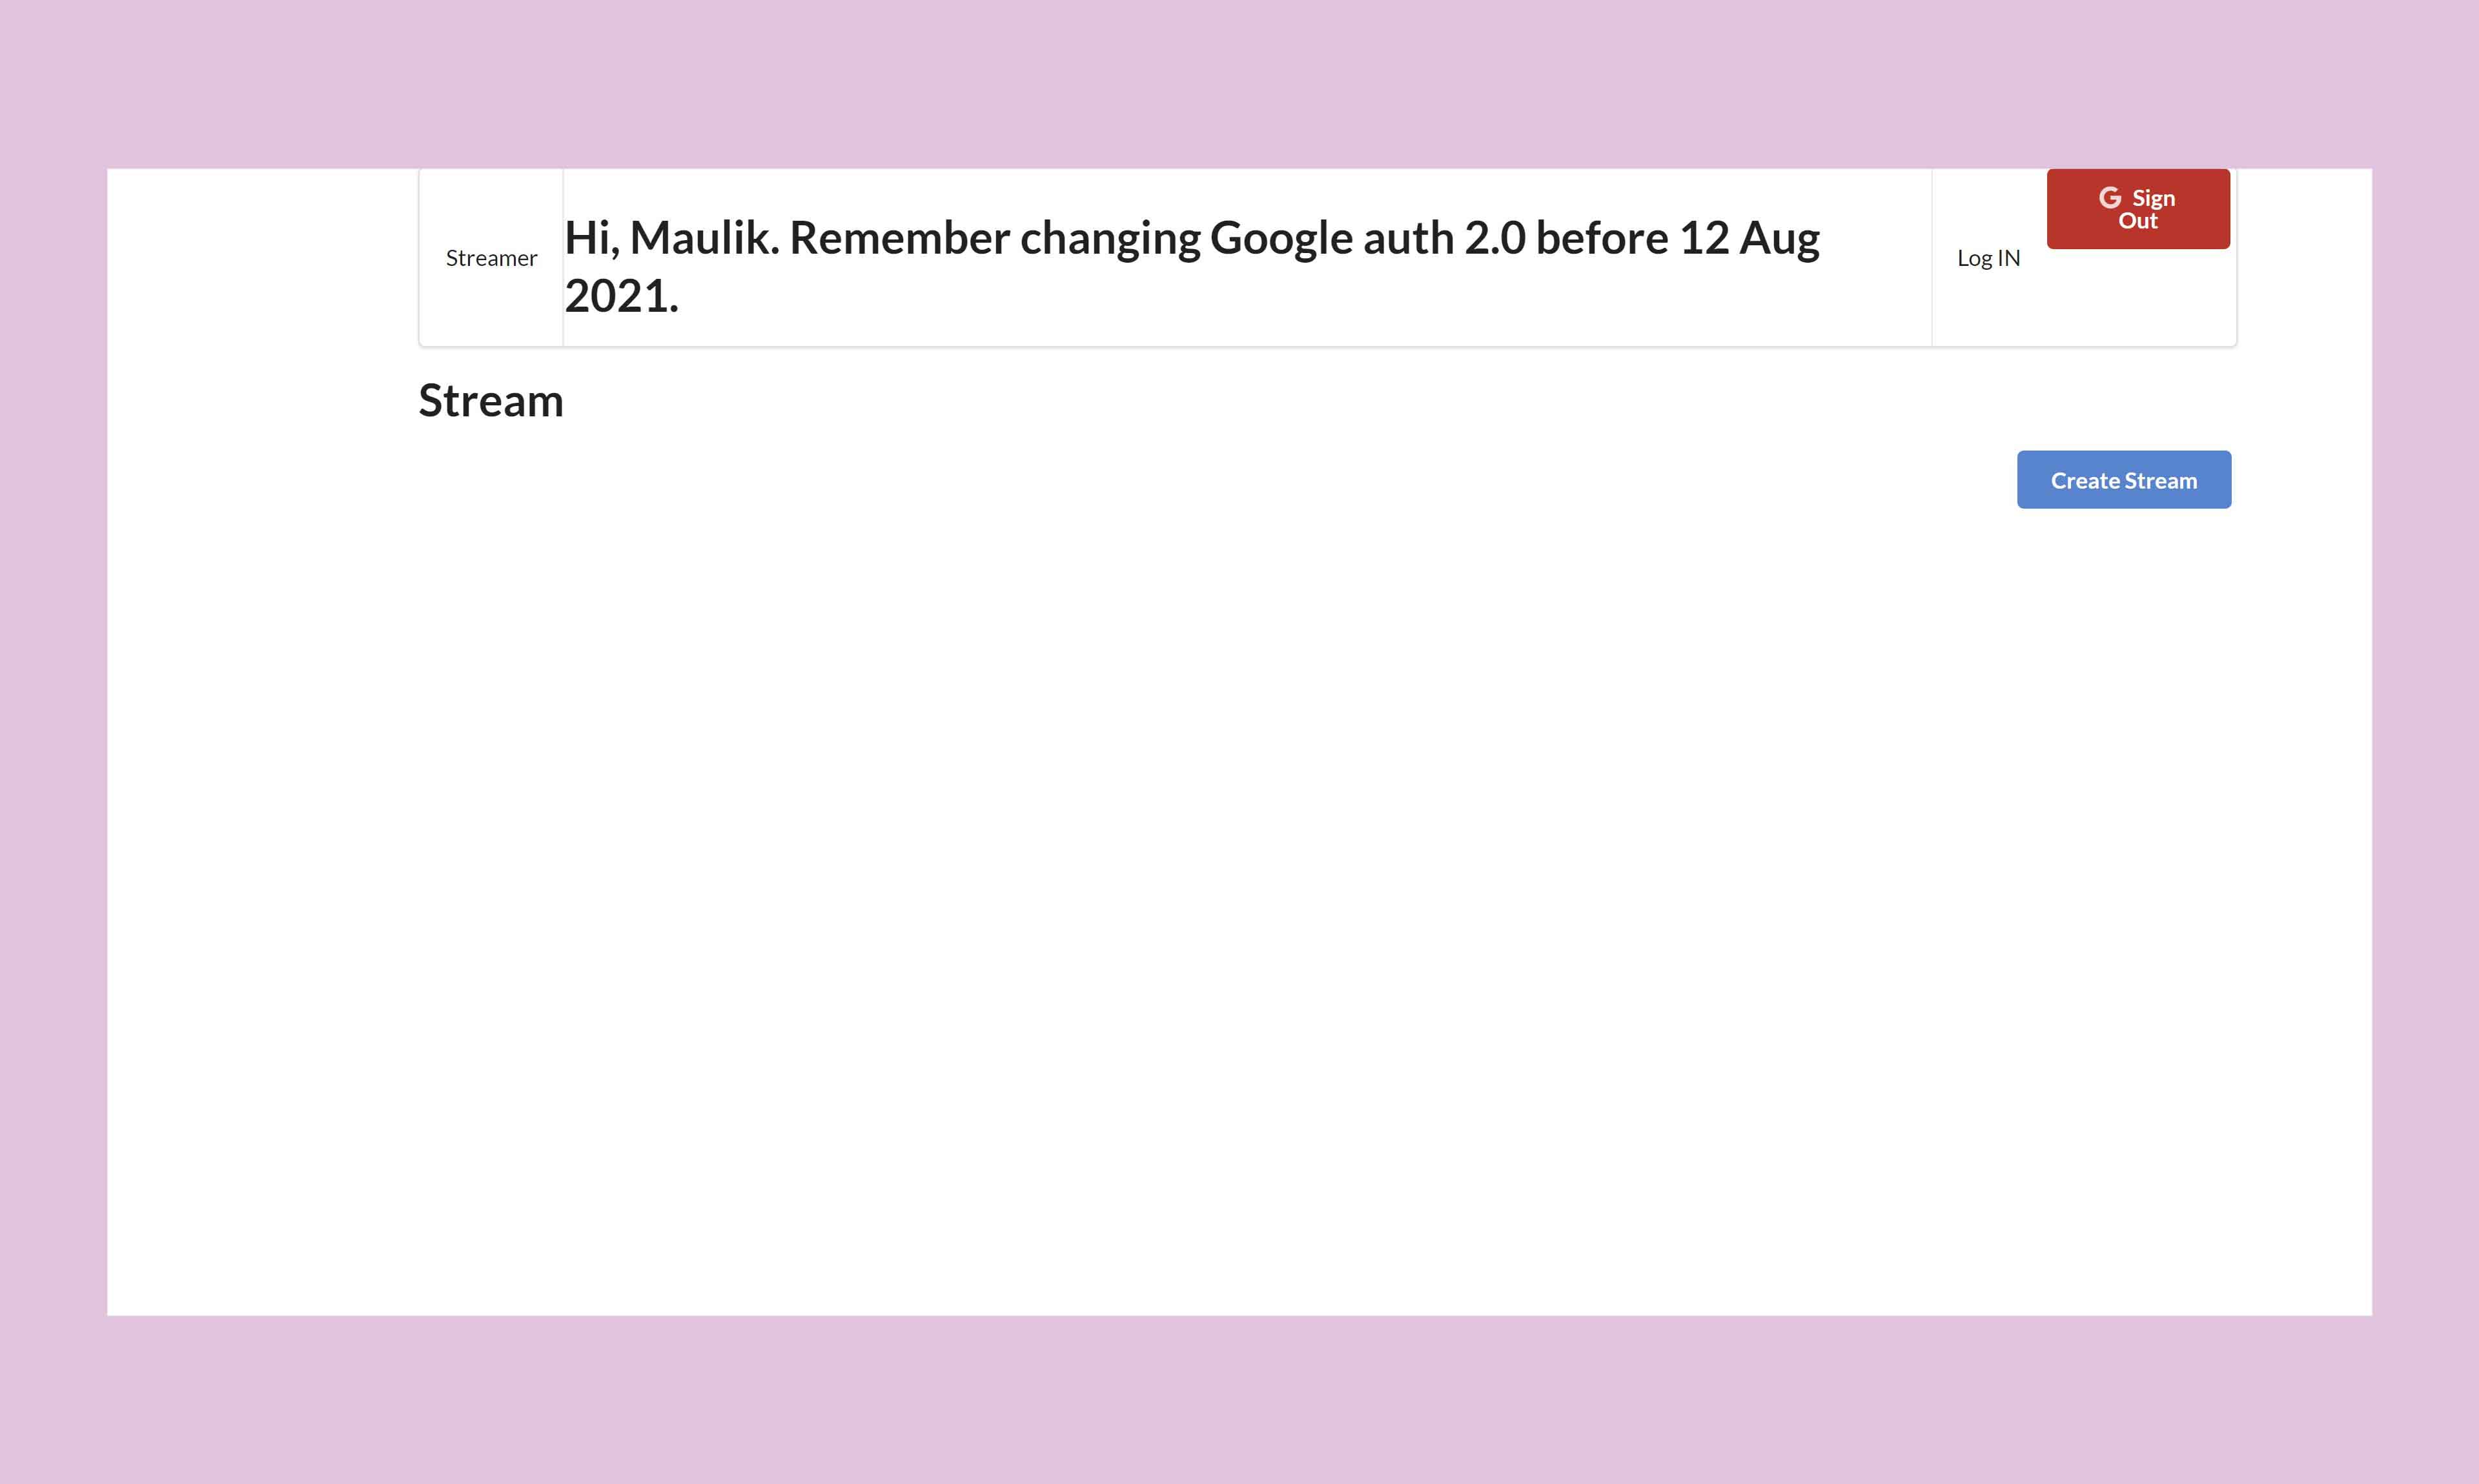 Streamer
Hi, Maulik. Remember changing Google auth 2.0 before 12 Aug
2021.
Log IN
Sign
Out
Stream
Create Stream